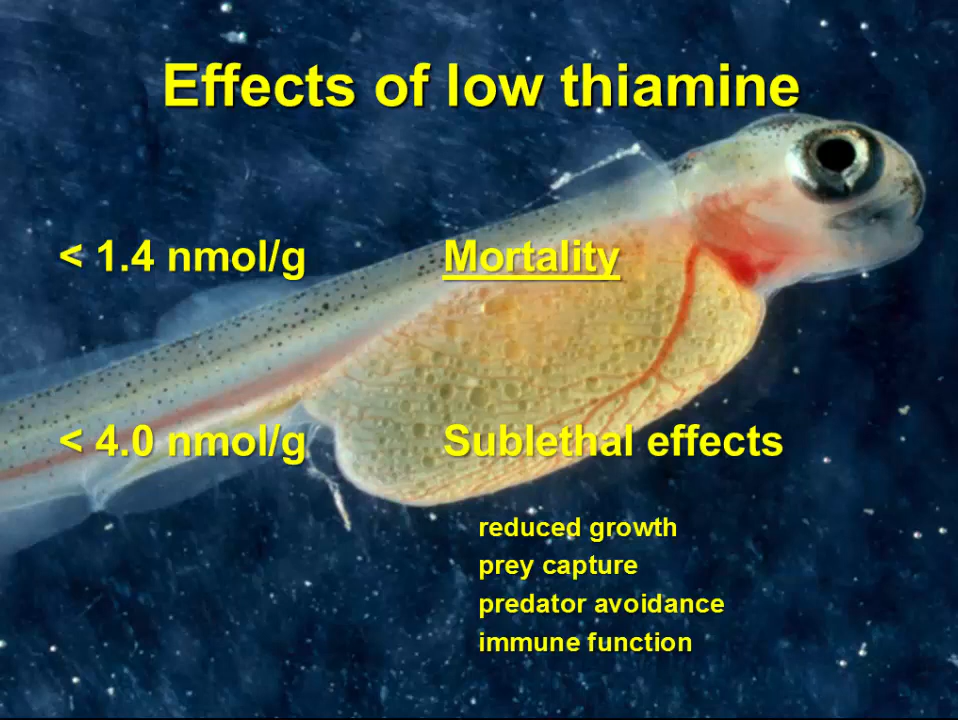 Effects of low thiamine
< 1.4 nmol/g Mortality
< 4.0 nmol/g Sublethal effects
reduced growth
prey capture
predator avoidance
immune function